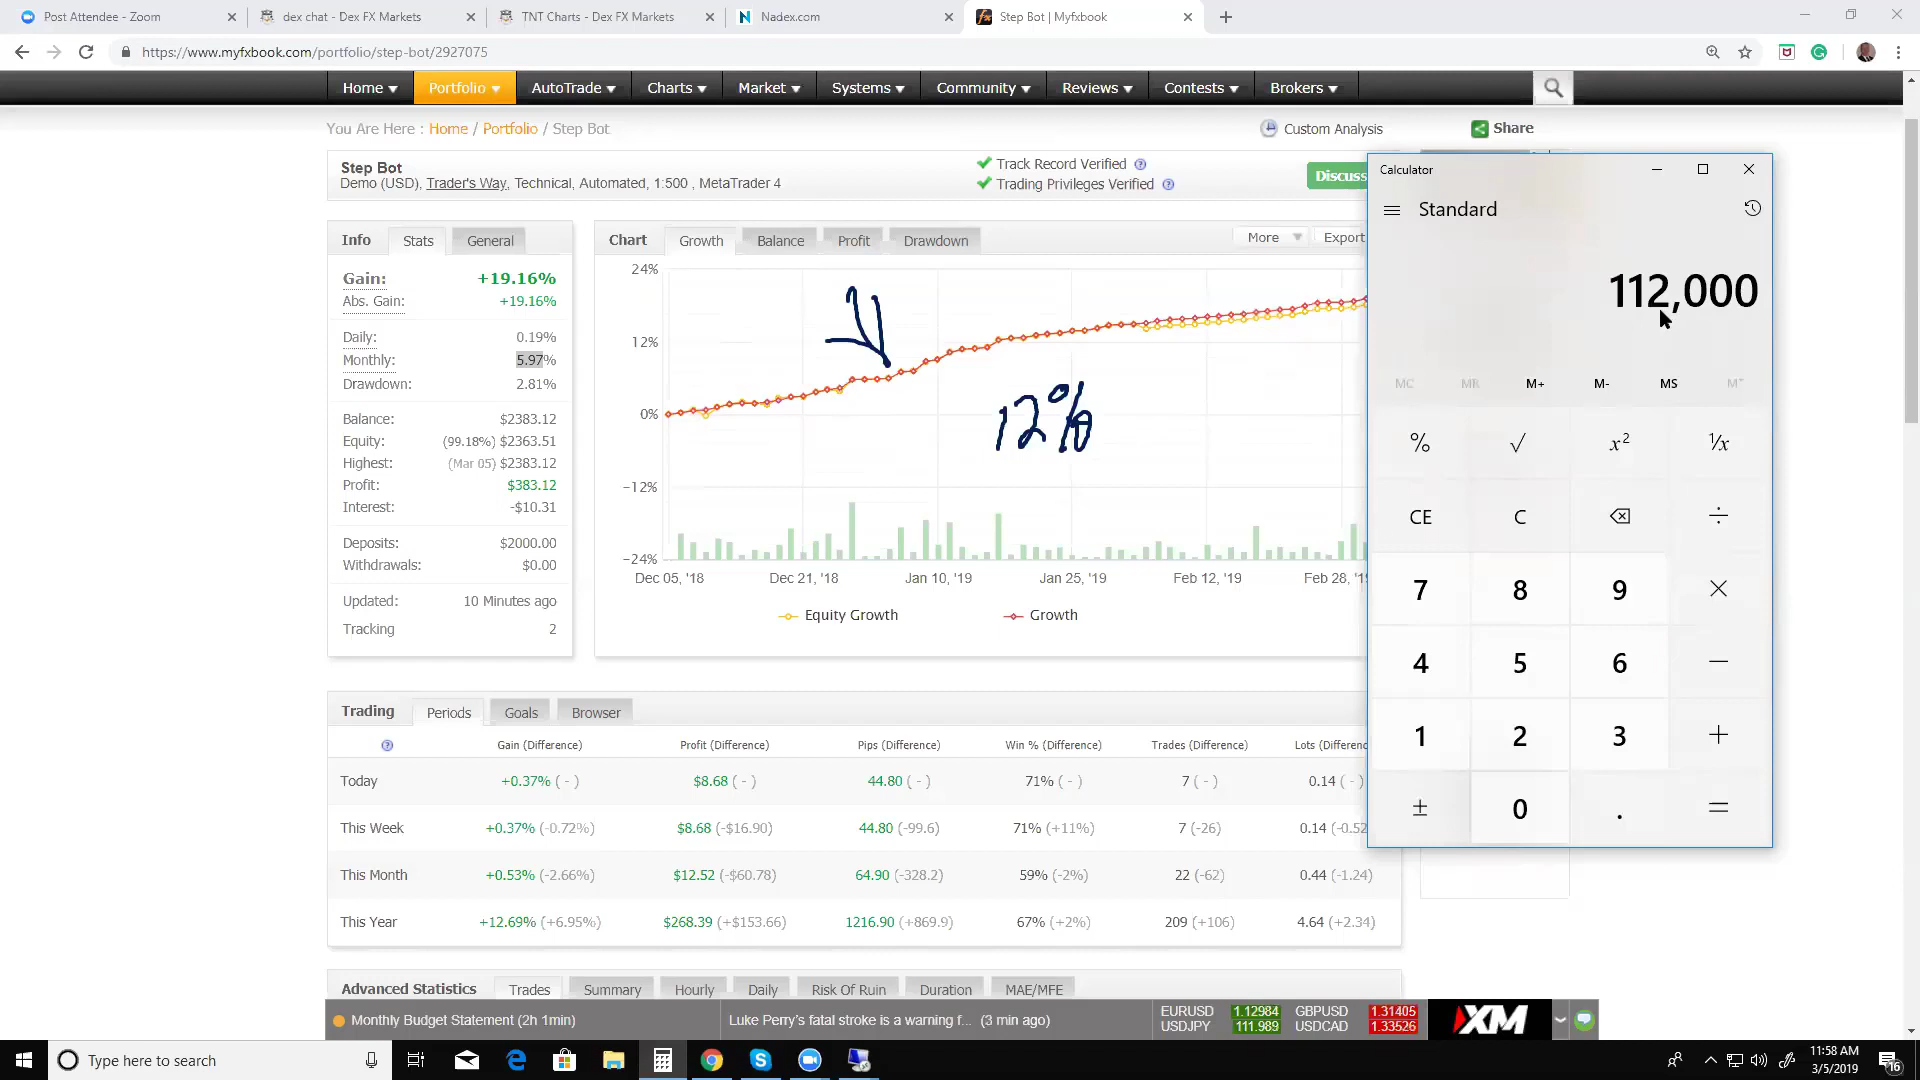 Post Attendee - Zoom
dex chat - Dex FX Markets
TNT Charts - Dex FX Markets
Nadex.com
Step Bot | Myfxbook
https://www.myfxbook.com/portfolio/step-bot/2927075
Home Portfolio AutoTrade Charts Market Systems Community Reviews Contests Brokers
You Are Here : Home / Portfolio / Step Bot
Custom Analysis
Share
Step Bot
Demo (USD), Trader's Way, Technical, Automated, 1:500 , MetaTrader 4
Track Record Verified
Trading Privileges Verified
Discuss
Info Stats General
Gain: +19.16%
Abs. Gain: +19.16%
Daily: 0.19%
Monthly: 5.97%
Drawdown: 2.81%
Balance: $2383.12
Equity: (99.18%) $2363.51
Highest: (Mar 05) $2383.12
Profit: $383.12
Interest: -$10.31
Deposits: $2000.00
Withdrawals: $0.00
Updated: 10 Minutes ago
Tracking 2
Chart Growth Balance Profit Drawdown
More Export
24%
12%
0%
-12%
-24%
12%
Dec 05, '18 Dec 21, '18 Jan 10, '19 Jan 25, '19 Feb 12, '19 Feb 28, '19
Equity Growth Growth
Calculator
Standard
112,000
MC MR M+ M- MS M˅
% √ x² ¹/x
CE C ÷
7 8 9 ×
4 5 6 −
1 2 3 +
± 0 . =
Trading Periods Goals Browser
Gain (Difference) Profit (Difference) Pips (Difference) Win % (Difference) Trades (Difference) Lots (Differenc
Today +0.37% ( - ) $8.68 ( - ) 44.80 ( - ) 71% ( - ) 7 ( - ) 0.14 ( - )
This Week +0.37% (-0.72%) $8.68 (-$16.90) 44.80 (-99.6) 71% (+11%) 7 (-26) 0.14 (-0.52
This Month +0.53% (-2.66%) $12.52 (-$60.78) 64.90 (-328.2) 59% (-2%) 22 (-62) 0.44 (-1.24)
This Year +12.69% (+6.95%) $268.39 (+$153.66) 1216.90 (+869.9) 67% (+2%) 209 (+106) 4.64 (+2.34)
Advanced Statistics Trades Summary Hourly Daily Risk Of Ruin Duration MAE/MFE
Monthly Budget Statement (2h 1min)
Luke Perry's fatal stroke is a warning f... (3 min ago)
EURUSD 1.12984 GBPUSD 1.31405
USDJPY 111.989 USDCAD 1.33526
XM
Type here to search
11:58 AM
3/5/2019
16